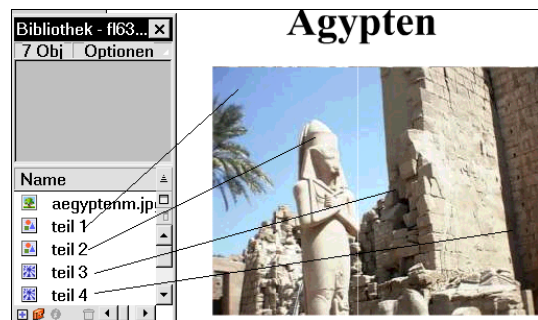 Agypten
Bibliothek - fl63...
7 Obj Optionen
Name
aegyptenm.jp
teil 1
teil 2
teil 3
teil 4